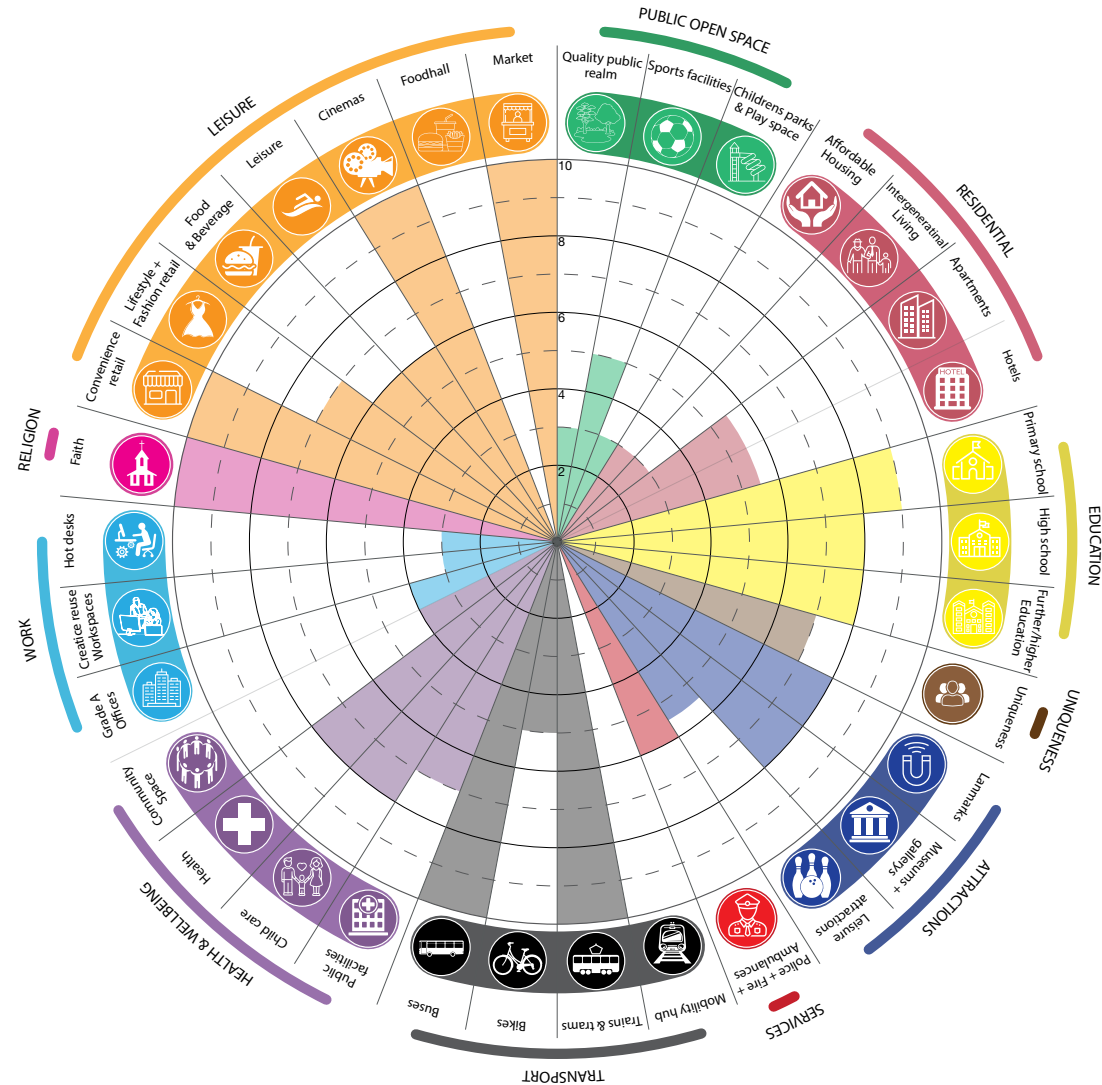 PUBLIC OPEN SPACE
Quality public
realm
Sports facilities
Childrens parks
& Play space
RESIDENTIAL
Affordable
Housing
Intergeneratinal
Living
Apartments
Hotels
HOTEL
EDUCATION
Primary school
High school
Further/higher
Education
UNIQUENESS
Uniqueness
ATTRACTIONS
Lanmarks
Museums +
gallerys
Leisure
attractions
SERVICES
Police + Fire +
Ambulances
TRANSPORT
Mobility hub
Trains & trams
Bikes
Buses
HEALTH & WELLBEING
Public
facilities
Child care
Health
Community
Space
WORK
Grade A
Offices
Creatice reuse
Workspaces
Hot desks
RELIGION
Faith
LEISURE
Convenience
retail
Lifestyle +
Fashion retail
Food
& Beverage
Leisure
Cinemas
Foodhall
Market
10
8
6
4
2